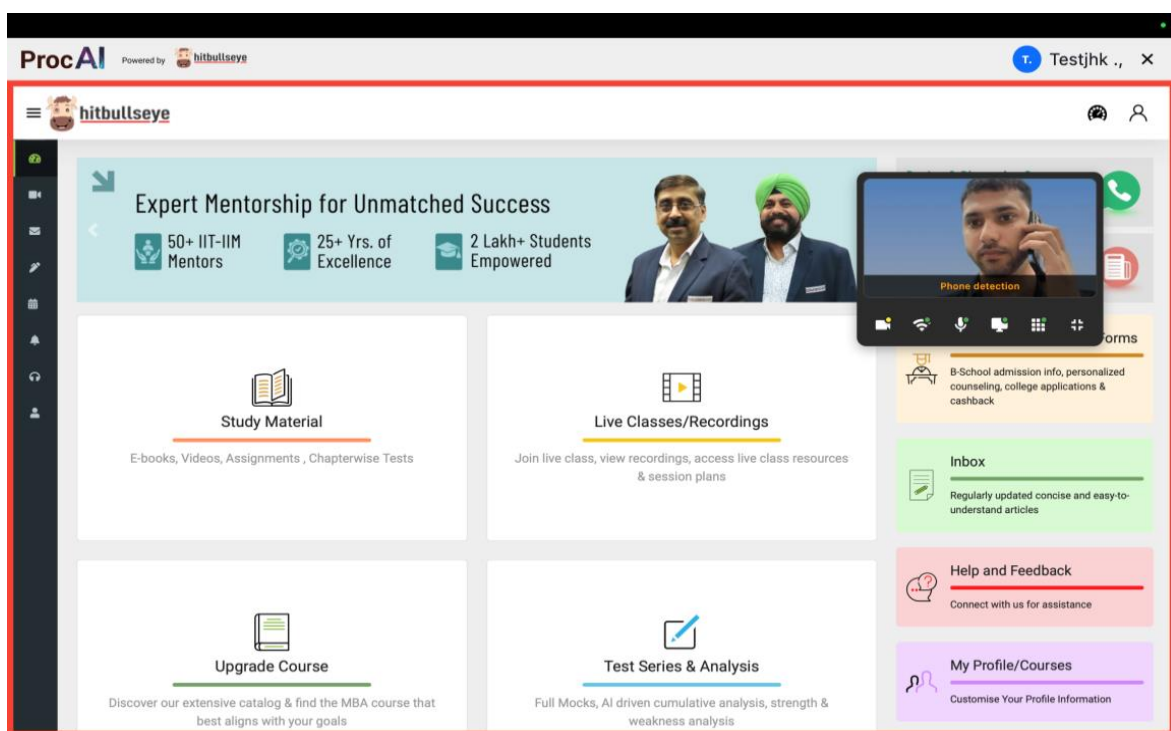 ProcAI Powered by hitbullseye
T. Testjhk .,
hitbullseye
Expert Mentorship for Unmatched Success
50+ IIT-IIM
Mentors
25+ Yrs. of
Excellence
2 Lakh+ Students
Empowered
Phone detection
Study Material
E-books, Videos, Assignments , Chapterwise Tests
Live Classes/Recordings
Join live class, view recordings, access live class resources
& session plans
Upgrade Course
Discover our extensive catalog & find the MBA course that
best aligns with your goals
Test Series & Analysis
Full Mocks, AI driven cumulative analysis, strength &
weakness analysis
B-School admission info, personalized
counseling, college applications &
cashback
Inbox
Regularly updated concise and easy-to-
understand articles
Help and Feedback
Connect with us for assistance
My Profile/Courses
Customise Your Profile Information